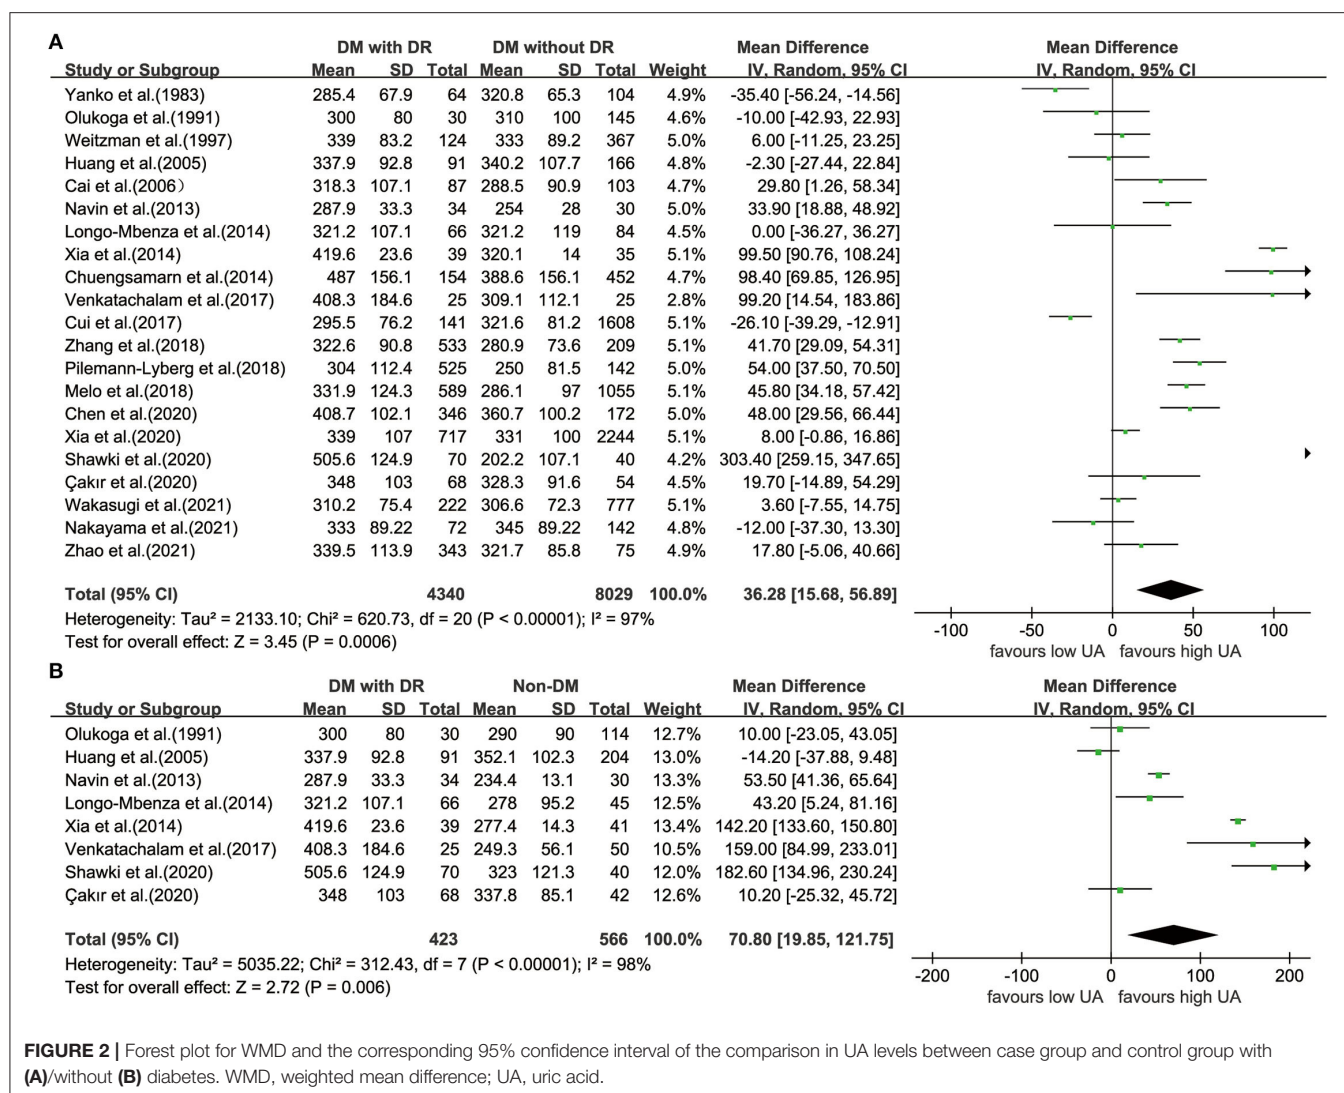 A
DM with DR DM without DR Mean Difference Mean Difference
Study or Subgroup Mean SD Total Mean SD Total Weight IV, Random, 95% CI IV, Random, 95% CI
Yanko et al.(1983) 285.4 67.9 64 320.8 65.3 104 4.9% -35.40 [-56.24, -14.56]
Olukoga et al.(1991) 300 80 30 310 100 145 4.6% -10.00 [-42.93, 22.93]
Weitzman et al.(1997) 339 83.2 124 333 89.2 367 5.0% 6.00 [-11.25, 23.25]
Huang et al.(2005) 337.9 92.8 91 340.2 107.7 166 4.8% -2.30 [-27.44, 22.84]
Cai et al.(2006） 318.3 107.1 87 288.5 90.9 103 4.7% 29.80 [1.26, 58.34]
Navin et al.(2013) 287.9 33.3 34 254 28 30 5.0% 33.90 [18.88, 48.92]
Longo-Mbenza et al.(2014) 321.2 107.1 66 321.2 119 84 4.5% 0.00 [-36.27, 36.27]
Xia et al.(2014) 419.6 23.6 39 320.1 14 35 5.1% 99.50 [90.76, 108.24]
Chuengsamarn et al.(2014) 487 156.1 154 388.6 156.1 452 4.7% 98.40 [69.85, 126.95]
Venkatachalam et al.(2017) 408.3 184.6 25 309.1 112.1 25 2.8% 99.20 [14.54, 183.86]
Cui et al.(2017) 295.5 76.2 141 321.6 81.2 1608 5.1% -26.10 [-39.29, -12.91]
Zhang et al.(2018) 322.6 90.8 533 280.9 73.6 209 5.1% 41.70 [29.09, 54.31]
Pilemann-Lyberg et al.(2018) 304 112.4 525 250 81.5 142 5.0% 54.00 [37.50, 70.50]
Melo et al.(2018) 331.9 124.3 589 286.1 97 1055 5.1% 45.80 [34.18, 57.42]
Chen et al.(2020) 408.7 102.1 346 360.7 100.2 172 5.0% 48.00 [29.56, 66.44]
Xia et al.(2020) 339 107 717 331 100 2244 5.1% 8.00 [-0.86, 16.86]
Shawki et al.(2020) 505.6 124.9 70 202.2 107.1 40 4.2% 303.40 [259.15, 347.65]
Çakır et al.(2020) 348 103 68 328.3 91.6 54 4.5% 19.70 [-14.89, 54.29]
Wakasugi et al.(2021) 310.2 75.4 222 306.6 72.3 777 5.1% 3.60 [-7.55, 14.75]
Nakayama et al.(2021) 333 89.22 72 345 89.22 142 4.8% -12.00 [-37.30, 13.30]
Zhao et al.(2021) 339.5 113.9 343 321.7 85.8 75 4.9% 17.80 [-5.06, 40.66]
Total (95% CI) 4340 8029 100.0% 36.28 [15.68, 56.89]
Heterogeneity: Tau² = 2133.10; Chi² = 620.73, df = 20 (P < 0.00001); I² = 97%
Test for overall effect: Z = 3.45 (P = 0.0006)
-100 -50 0 50 100
favours low UA favours high UA
B
DM with DR Non-DM Mean Difference Mean Difference
Study or Subgroup Mean SD Total Mean SD Total Weight IV, Random, 95% CI IV, Random, 95% CI
Olukoga et al.(1991) 300 80 30 290 90 114 12.7% 10.00 [-23.05, 43.05]
Huang et al.(2005) 337.9 92.8 91 352.1 102.3 204 13.0% -14.20 [-37.88, 9.48]
Navin et al.(2013) 287.9 33.3 34 234.4 13.1 30 13.3% 53.50 [41.36, 65.64]
Longo-Mbenza et al.(2014) 321.2 107.1 66 278 95.2 45 12.5% 43.20 [5.24, 81.16]
Xia et al.(2014) 419.6 23.6 39 277.4 14.3 41 13.4% 142.20 [133.60, 150.80]
Venkatachalam et al.(2017) 408.3 184.6 25 249.3 56.1 50 10.5% 159.00 [84.99, 233.01]
Shawki et al.(2020) 505.6 124.9 70 323 121.3 40 12.0% 182.60 [134.96, 230.24]
Çakır et al.(2020) 348 103 68 337.8 85.1 42 12.6% 10.20 [-25.32, 45.72]
Total (95% CI) 423 566 100.0% 70.80 [19.85, 121.75]
Heterogeneity: Tau² = 5035.22; Chi² = 312.43, df = 7 (P < 0.00001); I² = 98%
Test for overall effect: Z = 2.72 (P = 0.006)
-200 -100 0 100 200
favours low UA favours high UA
FIGURE 2 | Forest plot for WMD and the corresponding 95% confidence interval of the comparison in UA levels between case group and control group with
(A)/without (B) diabetes. WMD, weighted mean difference; UA, uric acid.